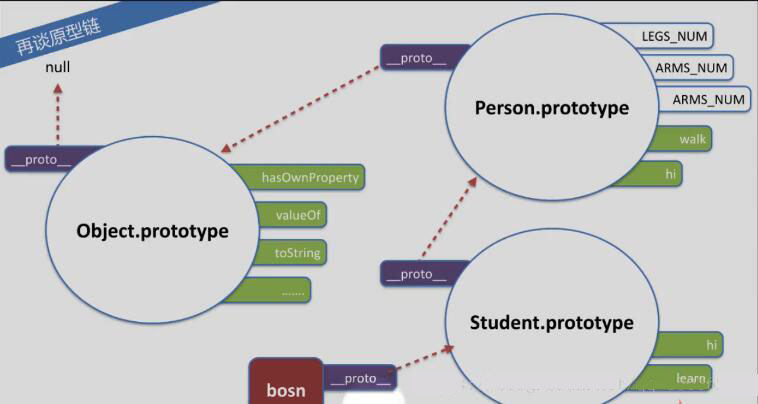 再谈原型链
null
__proto__
Object.prototype
hasOwnProperty
valueOf
toString
.......
__proto__
Person.prototype
LEGS_NUM
ARMS_NUM
ARMS_NUM
walk
hi
__proto__
Student.prototype
hi
learn
bosn
__proto__